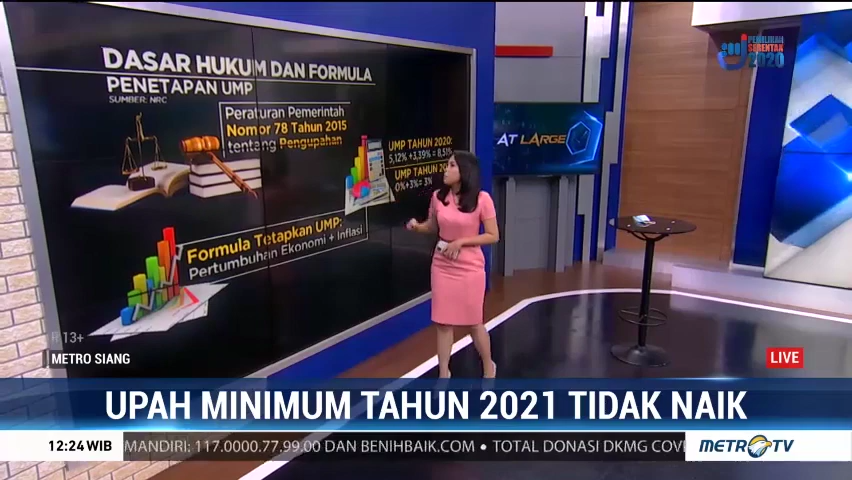 DASAR HUKUM DAN FORMULA
PENETAPAN UMP
SUMBER: NRC
Peraturan Pemerintah
Nomor 78 Tahun 2015
tentang Pengupahan
UMP TAHUN 2020:
5,12% +3,39% = 8,51%
UMP TAHUN
0%+3%= 3%
Formula Tetapkan UMP:
Pertumbuhan Ekonomi + Inflasi
AT LARGE
PEMILIHAN
SERENTAK
2020
R 13+
METRO SIANG
LIVE
UPAH MINIMUM TAHUN 2021 TIDAK NAIK
12:24 WIB
MANDIRI: 117.0000.77.99.00 DAN BENIHBAIK.COM • TOTAL DONASI DKMG COV
METRO TV